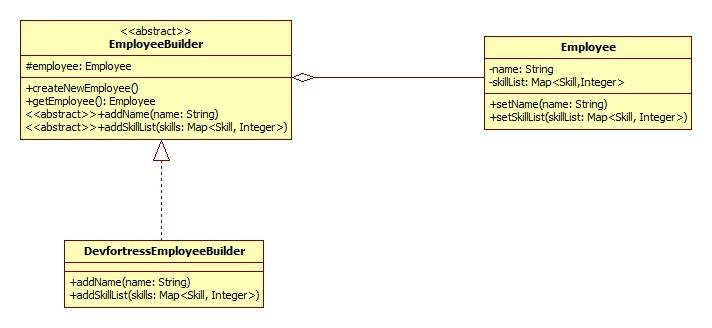 <<abstract>>
EmployeeBuilder
#employee: Employee
+createNewEmployee()
+getEmployee(): Employee
<<abstract>>+addName(name: String)
<<abstract>>+addSkillList(skills: Map<Skill, Integer>)
Employee
-name: String
-skillList: Map<Skill,Integer>
+setName(name: String)
+setSkillList(skillList: Map<Skill, Integer>)
DevfortressEmployeeBuilder
+addName(name: String)
+addSkillList(skills: Map<Skill, Integer>)